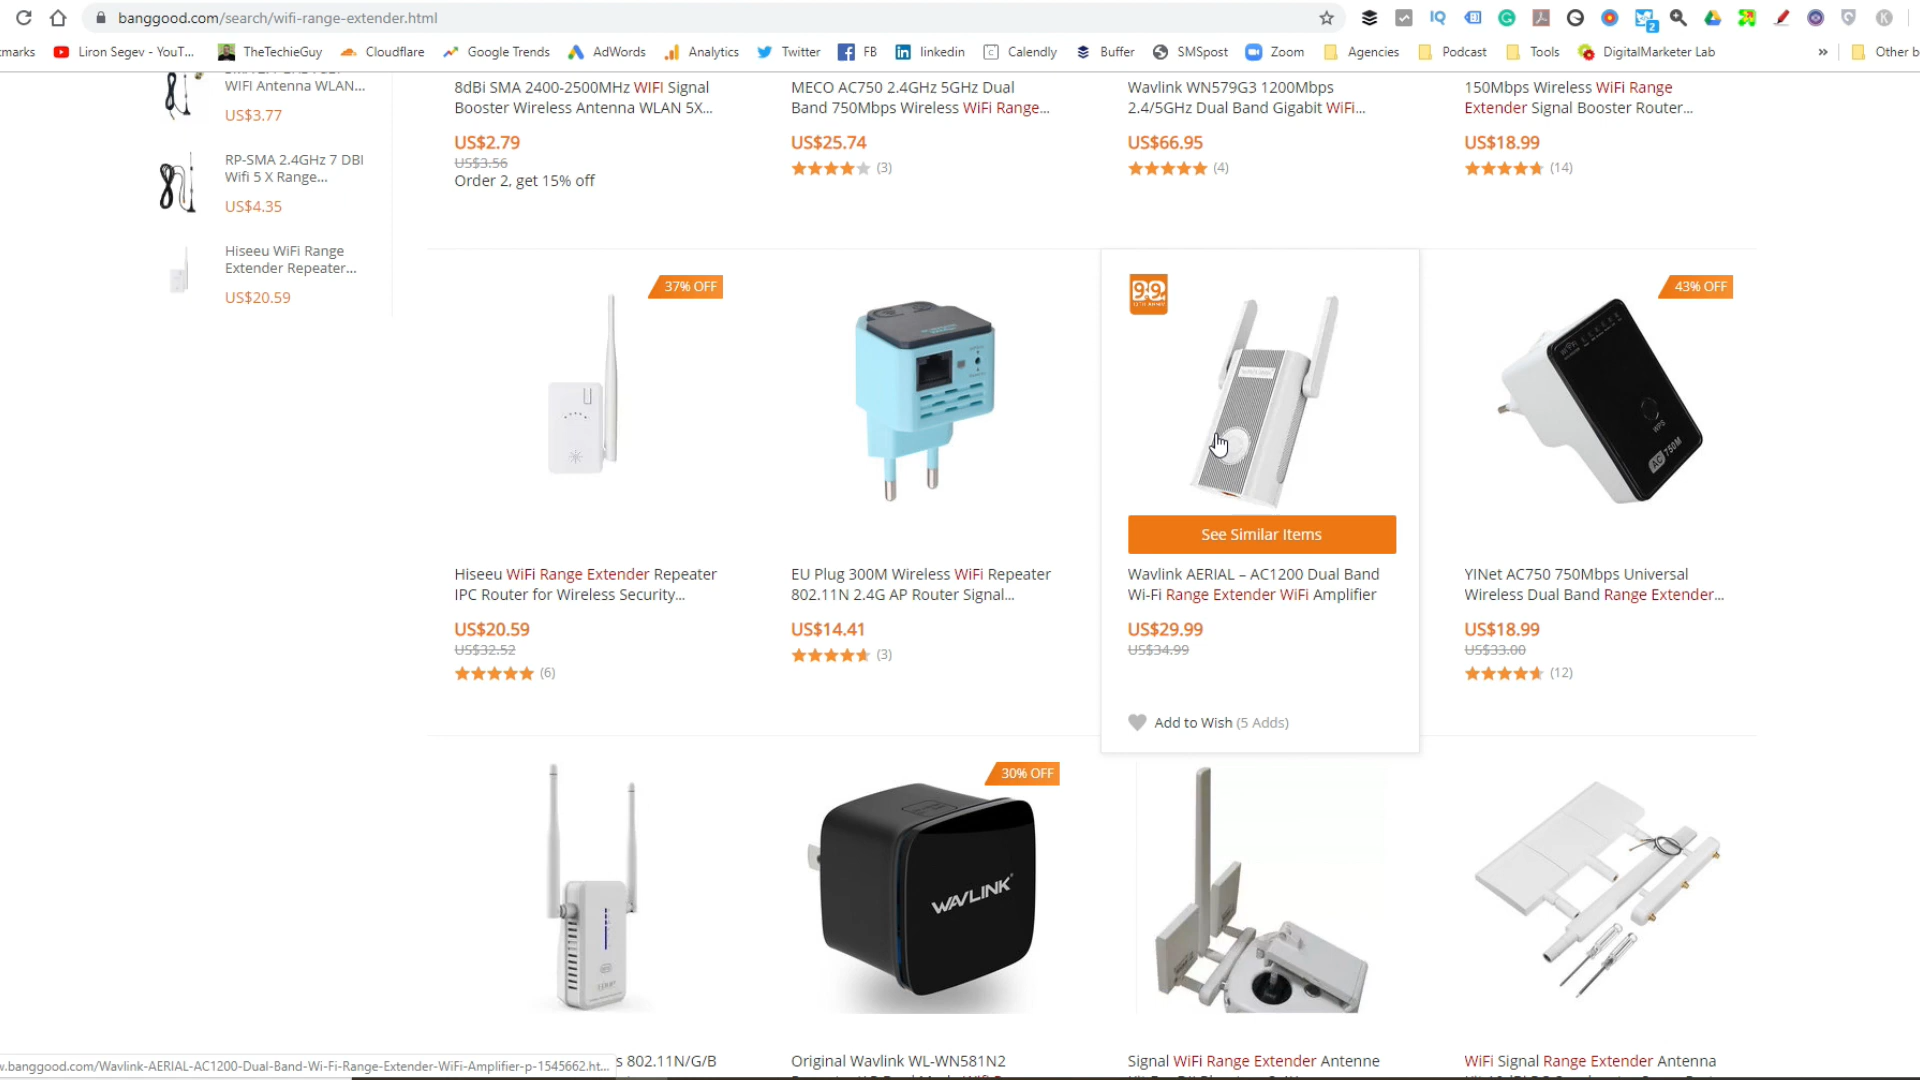 banggood.com/search/wifi-range-extender.html
IQ
2
Liron Segev - YouT...
TheTechieGuy
Cloudflare
Google Trends
AdWords
Analytics
Twitter
FB
linkedin
Calendly
Buffer
SMSpost
Zoom
Agencies
Podcast
Tools
DigitalMarketer Lab
»
Other b
WIFI Antenna WLAN...
US$3.77
RP-SMA 2.4GHz 7 DBI
Wifi 5 X Range...
US$4.35
Hiseeu WiFi Range
Extender Repeater...
US$20.59
8dBi SMA 2400-2500MHz WIFI Signal
Booster Wireless Antenna WLAN 5X...
US$2.79
US$3.56
Order 2, get 15% off
MECO AC750 2.4GHz 5GHz Dual
Band 750Mbps Wireless WiFi Range...
US$25.74
(3)
Wavlink WN579G3 1200Mbps
2.4/5GHz Dual Band Gigabit WiFi...
US$66.95
(4)
150Mbps Wireless WiFi Range
Extender Signal Booster Router...
US$18.99
(14)
37% OFF
Hiseeu WiFi Range Extender Repeater
IPC Router for Wireless Security...
US$20.59
US$32.52
(6)
EU Plug 300M Wireless WiFi Repeater
802.11N 2.4G AP Router Signal...
US$14.41
(3)
9.9
See Similar Items
Wavlink AERIAL – AC1200 Dual Band
Wi-Fi Range Extender WiFi Amplifier
US$29.99
US$34.99
Add to Wish (5 Adds)
43% OFF
WPS
AC 750M
YINet AC750 750Mbps Universal
Wireless Dual Band Range Extender...
US$18.99
US$33.00
(12)
30% OFF
WAVLINK
s 802.11N/G/B
Original Wavlink WL-WN581N2
Signal WiFi Range Extender Antenne
WiFi Signal Range Extender Antenna
w.banggood.com/Wavlink-AERIAL-AC1200-Dual-Band-Wi-Fi-Range-Extender-WiFi-Amplifier-p-1545662.ht...